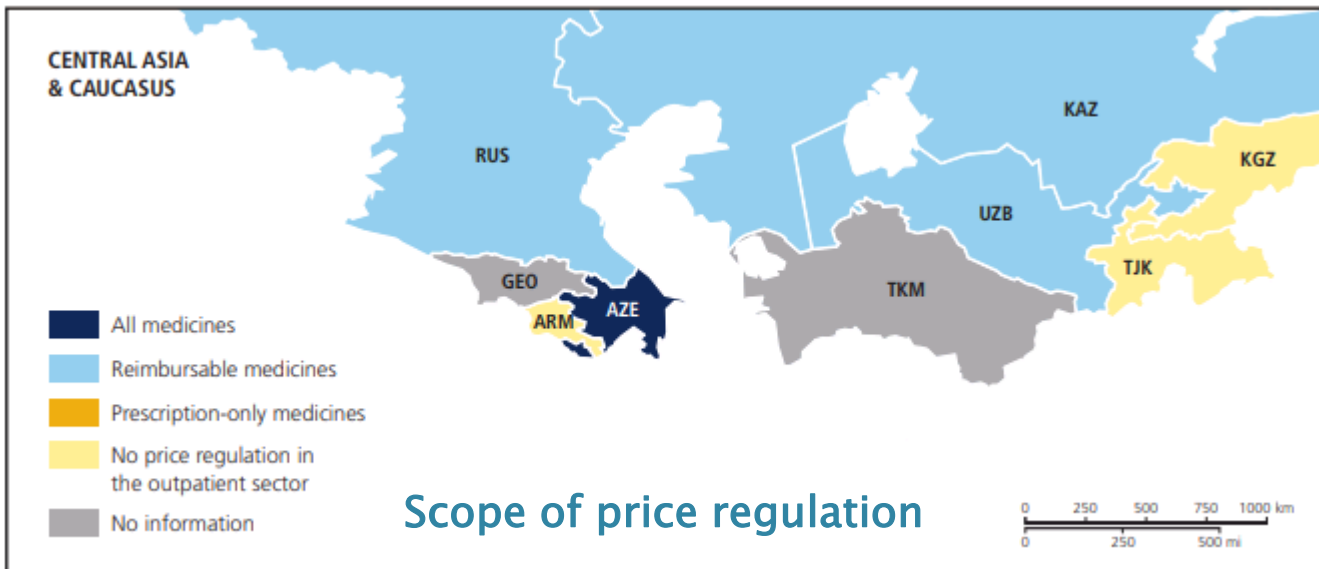 CENTRAL ASIA
& CAUCASUS
RUS
KAZ
KGZ
UZB
TJK
GEO
TKM
AZE
ARM
All medicines
Reimbursable medicines
Prescription-only medicines
No price regulation in
the outpatient sector
No information
Scope of price regulation
0 250 500 750 1000 km
0 250 500 mi